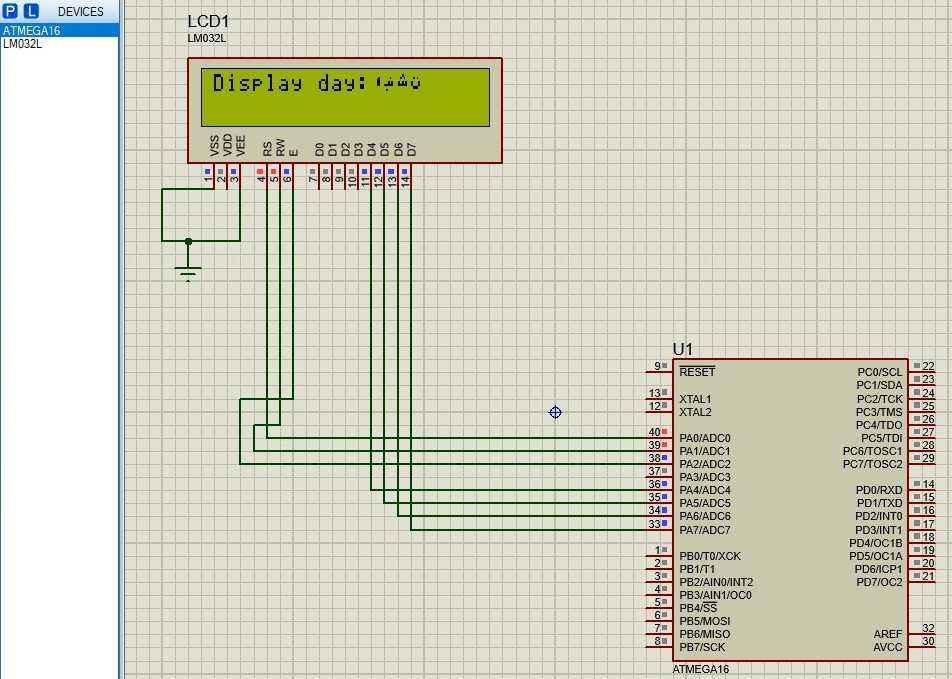 P L DEVICES
ATMEGA16
LM032L
LCD1
LM032L
Display day:
VSS VDD VEE RS RW E D0 D1 D2 D3 D4 D5 D6 D7
1 2 3 4 5 6 7 8 9 10 11 12 13 14
U1
9 RESET PC0/SCL 22
PC1/SDA 23
13 XTAL1 PC2/TCK 24
12 XTAL2 PC3/TMS 25
PC4/TDO 26
40 PA0/ADC0 PC5/TDI 27
39 PA1/ADC1 PC6/TOSC1 28
38 PA2/ADC2 PC7/TOSC2 29
37 PA3/ADC3
36 PA4/ADC4 PD0/RXD 14
35 PA5/ADC5 PD1/TXD 15
34 PA6/ADC6 PD2/INT0 16
33 PA7/ADC7 PD3/INT1 17
PD4/OC1B 18
1 PB0/T0/XCK PD5/OC1A 19
2 PB1/T1 PD6/ICP1 20
3 PB2/AIN0/INT2 PD7/OC2 21
4 PB3/AIN1/OC0
5 PB4/SS
6 PB5/MOSI
7 PB6/MISO AREF 32
8 PB7/SCK AVCC 30
ATMEGA16